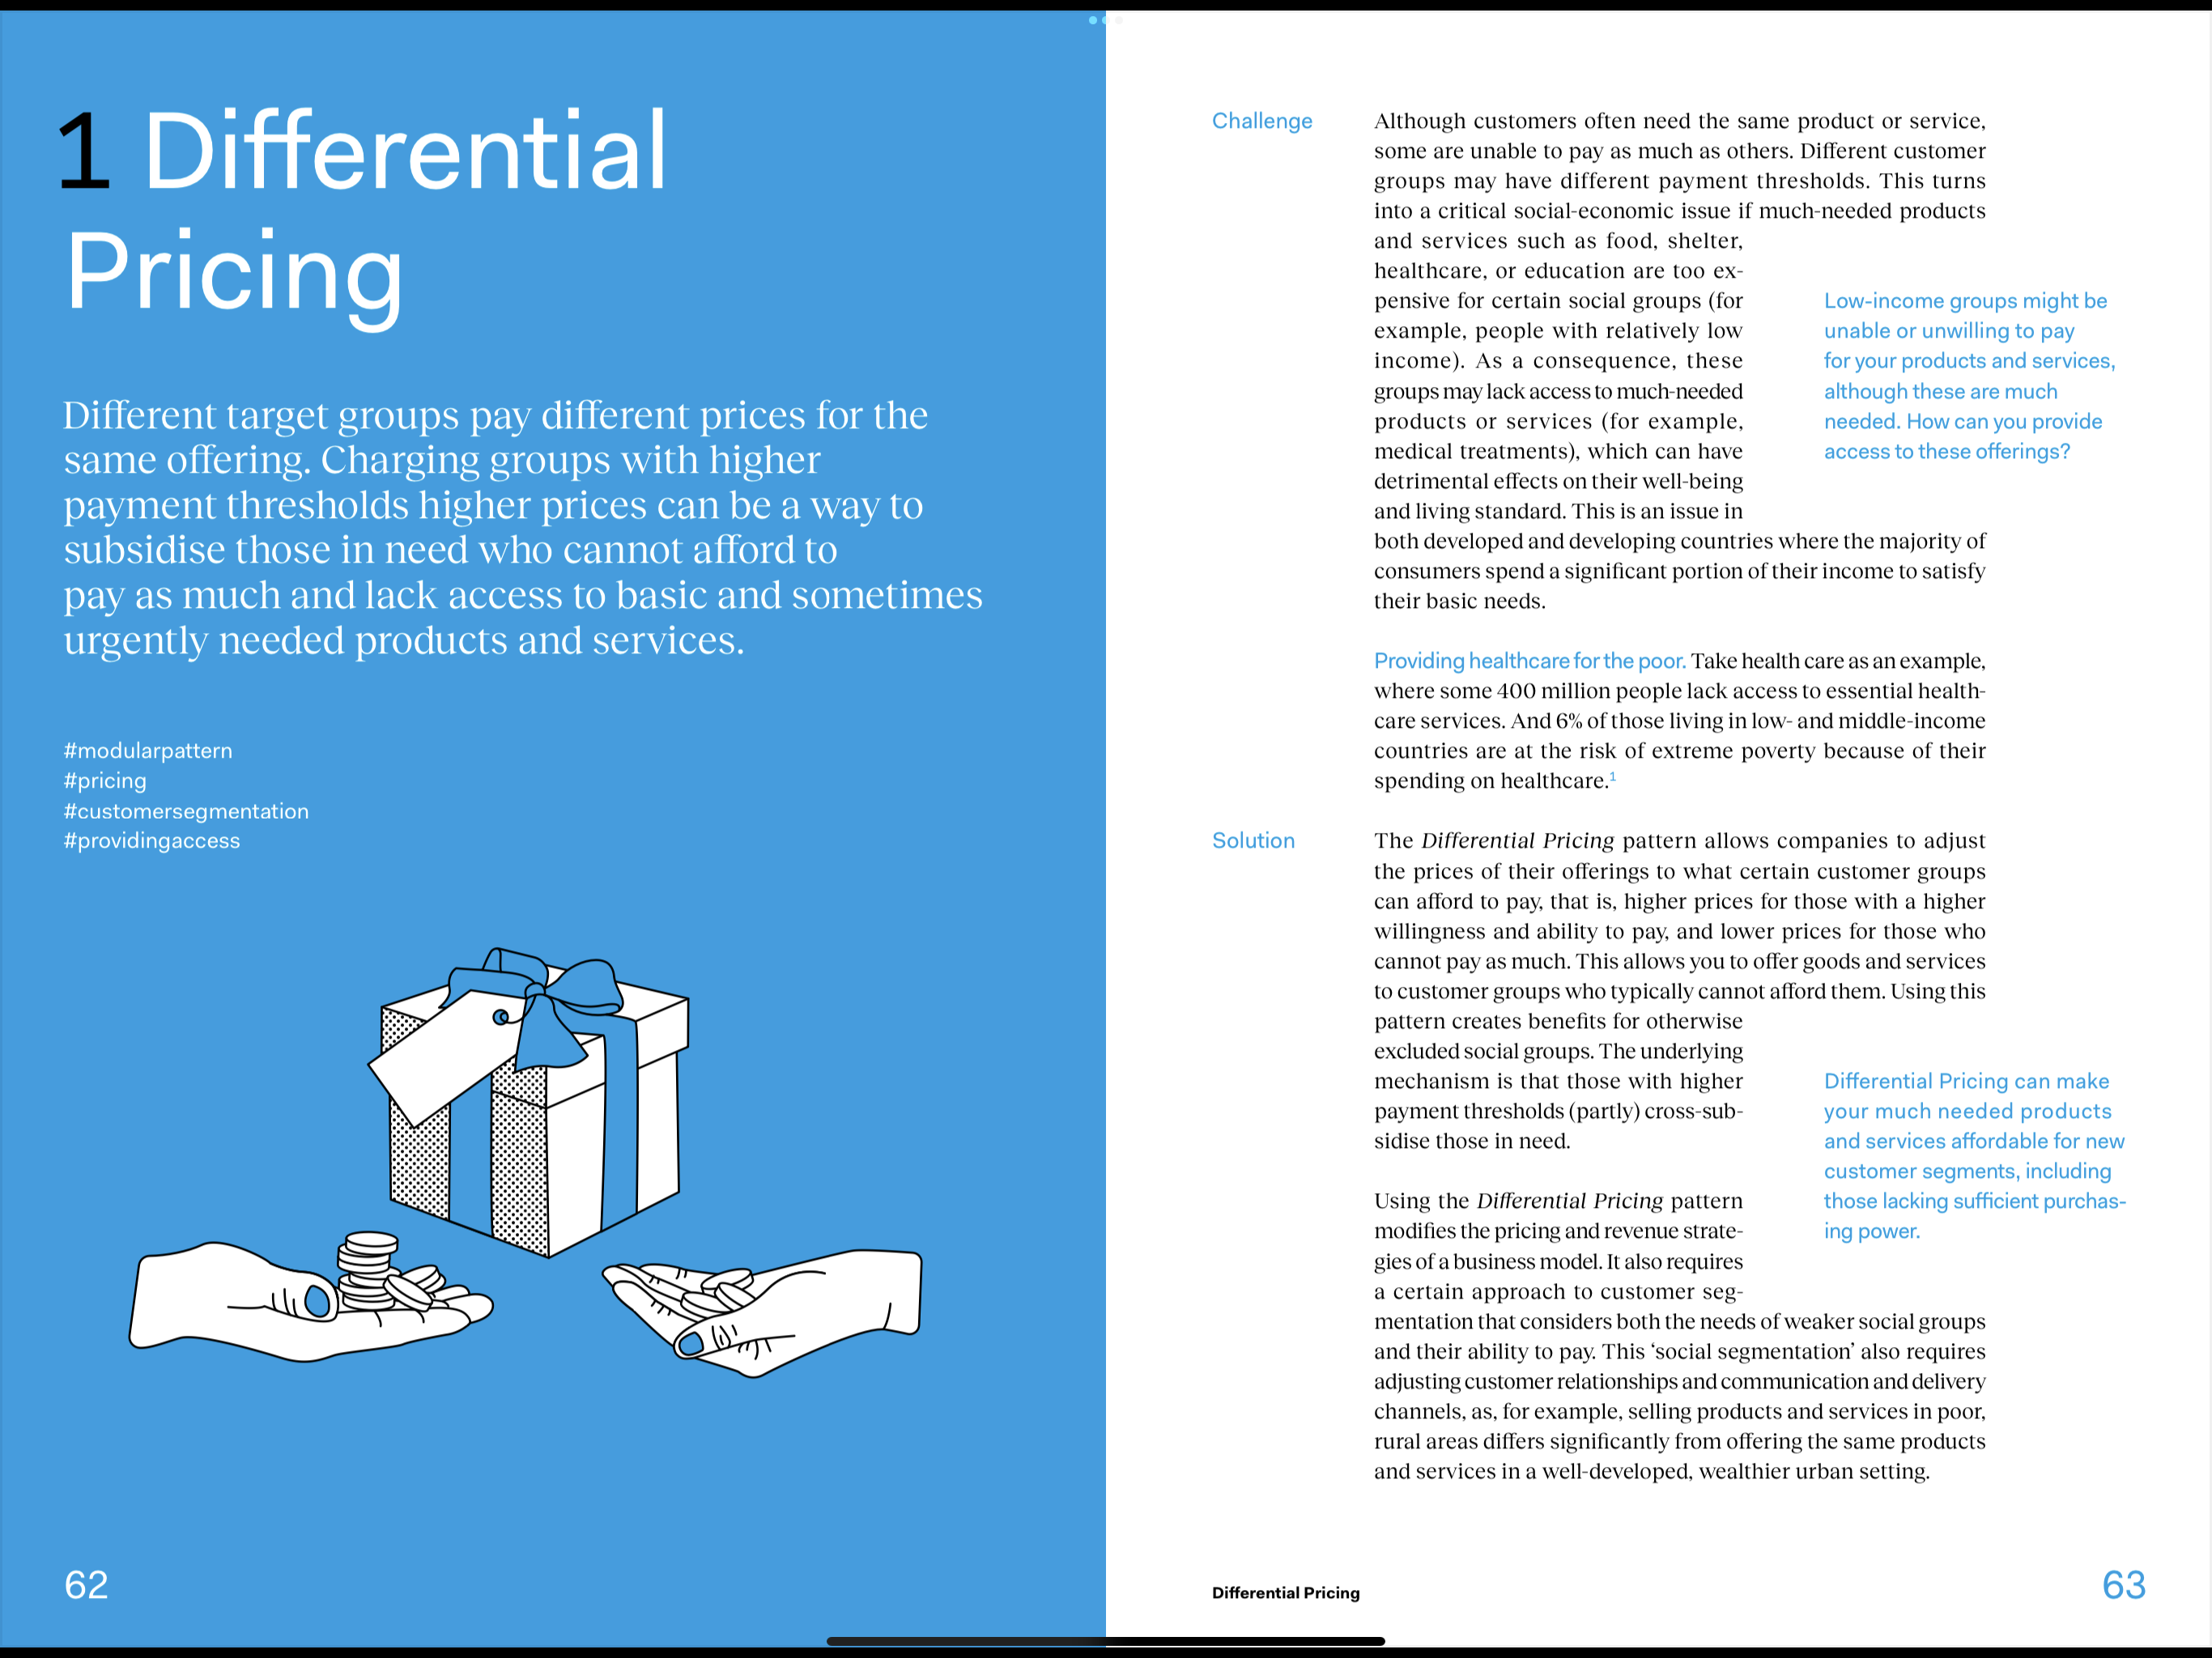 1 Differential
Pricing
Different target groups pay different prices for the
same offering. Charging groups with higher
payment thresholds higher prices can be a way to
subsidise those in need who cannot afford to
pay as much and lack access to basic and sometimes
urgently needed products and services.
#modularpattern
#pricing
#customersegmentation
#providingaccess
62
Challenge
Although customers often need the same product or service,
some are unable to pay as much as others. Different customer
groups may have different payment thresholds. This turns
into a critical social-economic issue if much-needed products
and services such as food, shelter,
healthcare, or education are too ex-
pensive for certain social groups (for
example, people with relatively low
income). As a consequence, these
groups may lack access to much-needed
products or services (for example,
medical treatments), which can have
detrimental effects on their well-being
and living standard. This is an issue in
both developed and developing countries where the majority of
consumers spend a significant portion of their income to satisfy
their basic needs.
Low-income groups might be
unable or unwilling to pay
for your products and services,
although these are much
needed. How can you provide
access to these offerings?
Providing healthcare for the poor. Take health care as an example,
where some 400 million people lack access to essential health-
care services. And 6% of those living in low- and middle-income
countries are at the risk of extreme poverty because of their
spending on healthcare.1
Solution
The Differential Pricing pattern allows companies to adjust
the prices of their offerings to what certain customer groups
can afford to pay, that is, higher prices for those with a higher
willingness and ability to pay, and lower prices for those who
cannot pay as much. This allows you to offer goods and services
to customer groups who typically cannot afford them. Using this
pattern creates benefits for otherwise
excluded social groups. The underlying
mechanism is that those with higher
payment thresholds (partly) cross-sub-
sidise those in need.
Differential Pricing can make
your much needed products
and services affordable for new
customer segments, including
those lacking sufficient purchas-
ing power.
Using the Differential Pricing pattern
modifies the pricing and revenue strate-
gies of a business model. It also requires
a certain approach to customer seg-
mentation that considers both the needs of weaker social groups
and their ability to pay. This ‘social segmentation’ also requires
adjusting customer relationships and communication and delivery
channels, as, for example, selling products and services in poor,
rural areas differs significantly from offering the same products
and services in a well-developed, wealthier urban setting.
Differential Pricing
63